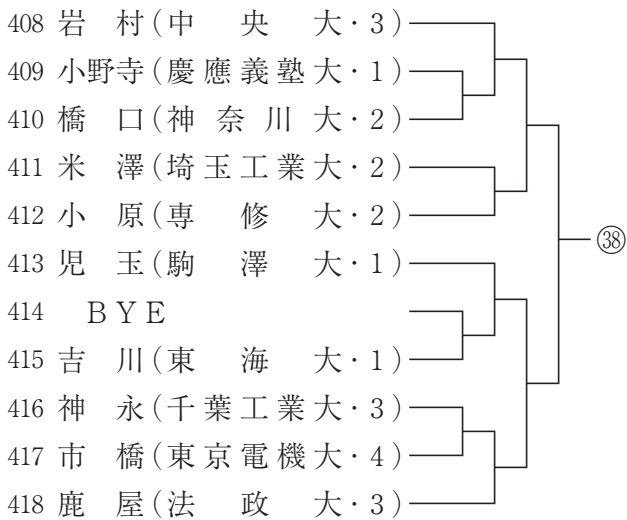 408 岩　村(中　央　大・3)
409 小野寺(慶應義塾大・1)
410 橋　口(神奈川大・2)
411 米　澤(埼玉工業大・2)
412 小　原(専　修　大・2)
㊳
413 児　玉(駒　澤　大・1)
414 ＢＹＥ
415 吉　川(東　海　大・1)
416 神　永(千葉工業大・3)
417 市　橋(東京電機大・4)
418 鹿　屋(法　政　大・3)